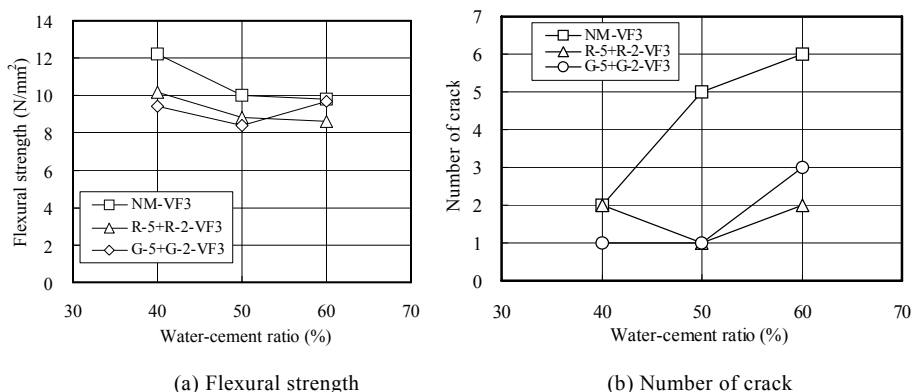 14
12
10
8
6
4
2
0
Flexural strength (N/mm²)
NM-VF3
R-5+R-2-VF3
G-5+G-2-VF3
30 40 50 60 70
Water-cement ratio (%)
(a) Flexural strength
7
6
5
4
3
2
1
0
Number of crack
NM-VF3
R-5+R-2-VF3
G-5+G-2-VF3
30 40 50 60 70
Water-cement ratio (%)
(b) Number of crack